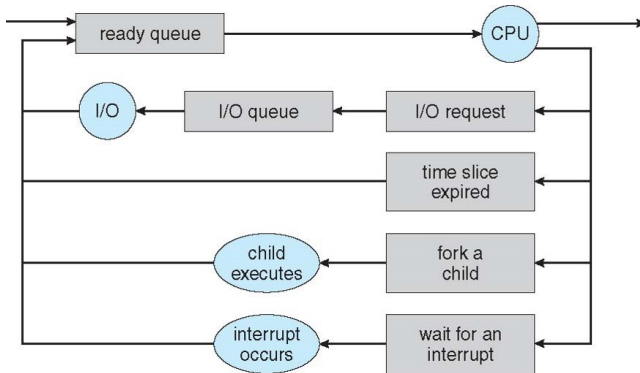 ready queue
CPU
I/O
I/O queue
I/O request
time slice
expired
child
executes
fork a
child
interrupt
occurs
wait for an
interrupt